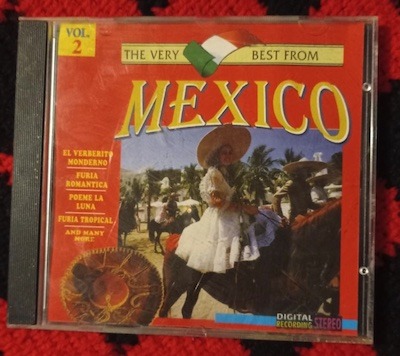 VOL.
2
THE VERY BEST FROM
MEXICO
EL VERBERITO
MONDERNO
FURIA
ROMANTICA
POEME LA
LUNA
FUBIA TROPICAL
AND MANY
MORE
DIGITAL
RECORDING STEREO